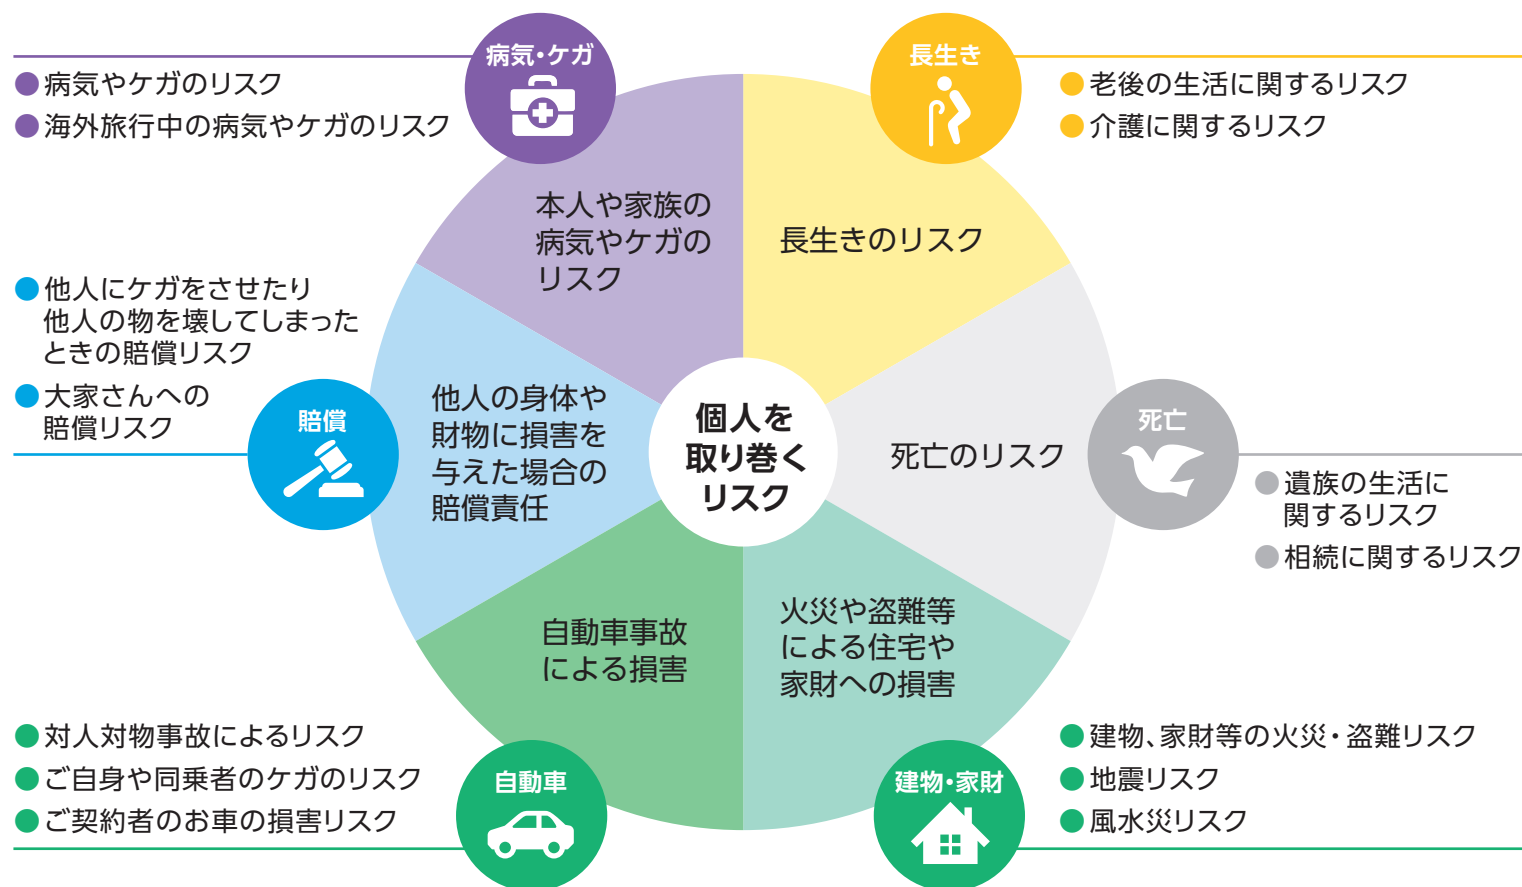 病気・ケガ
●病気やケガのリスク
●海外旅行中の病気やケガのリスク
本人や家族の
病気やケガの
リスク
長生き
●老後の生活に関するリスク
●介護に関するリスク
長生きのリスク
●他人にケガをさせたり
他人の物を壊してしまった
ときの賠償リスク
●大家さんへの
賠償リスク
賠償
他人の身体や
財物に損害を
与えた場合の
賠償責任
個人を
取り巻く
リスク
死亡のリスク
死亡
●遺族の生活に
関するリスク
●相続に関するリスク
自動車事故
による損害
●対人対物事故によるリスク
●ご自身や同乗者のケガのリスク
●ご契約者のお車の損害リスク
自動車
火災や盗難等
による住宅や
家財への損害
建物・家財
●建物、家財等の火災・盗難リスク
●地震リスク
●風水災リスク